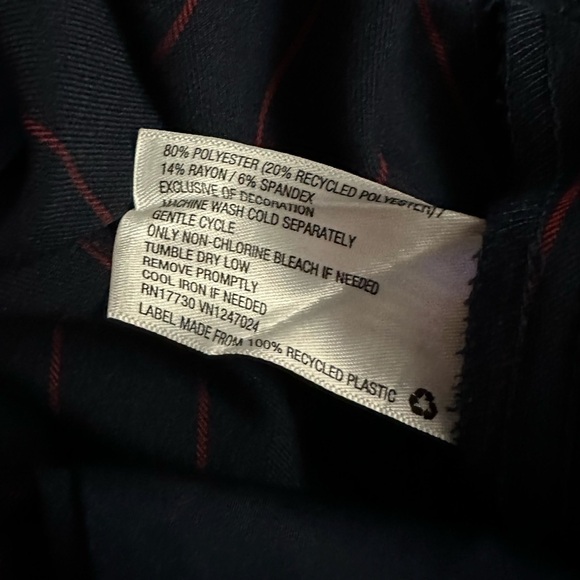 80% POLYESTER (20% RECYCLED POLYESTER) /
14% RAYON / 6% SPANDEX
EXCLUSIVE OF DECORATION
MACHINE WASH COLD SEPARATELY
GENTLE CYCLE
ONLY NON-CHLORINE BLEACH IF NEEDED
TUMBLE DRY LOW
REMOVE PROMPTLY
COOL IRON IF NEEDED
RN17730 VN1247024
LABEL MADE FROM 100% RECYCLED PLASTIC